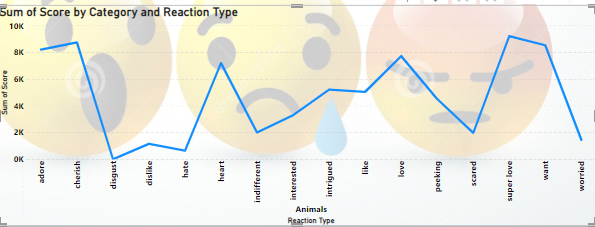 Sum of Score by Category and Reaction Type
10K
8K
6K
4K
2K
0K
Sum of Score
adore
cherish
disgust
dislike
hate
heart
indifferent
interested
intrigued
like
love
peeking
scared
super love
want
worried
Animals
Reaction Type